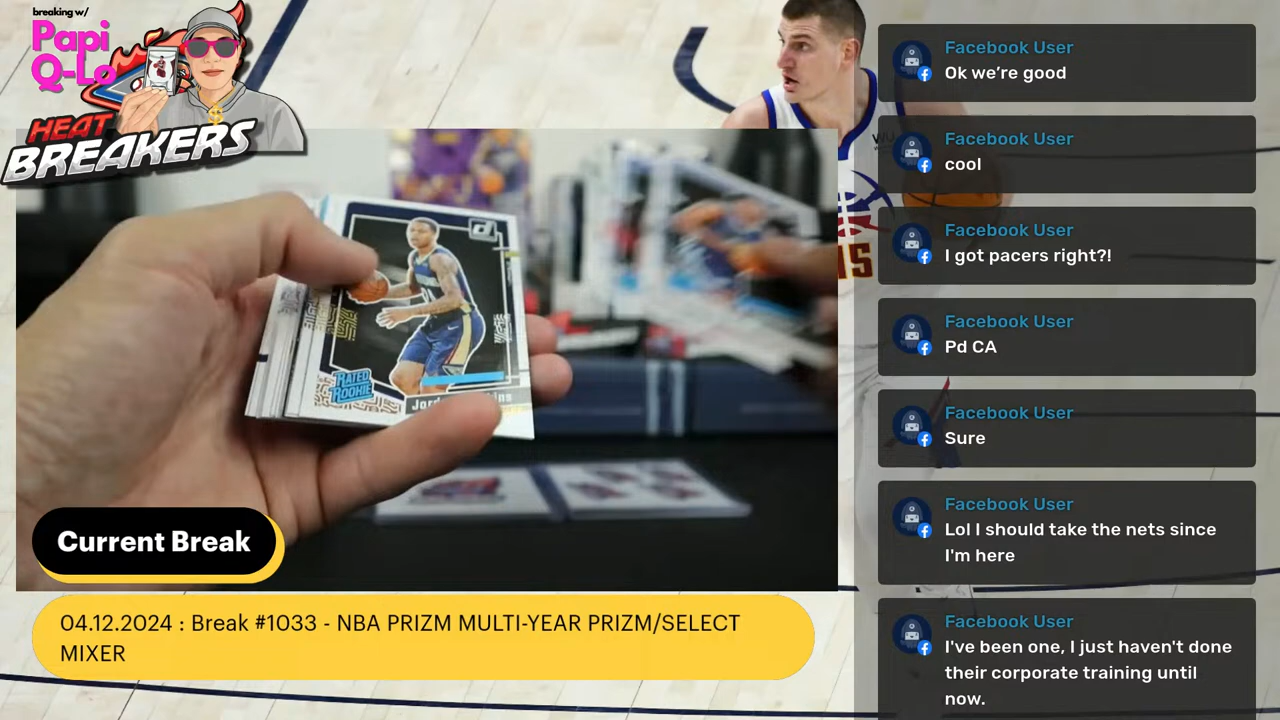 breaking w/
Papi
Q-Lo
HEAT
BREAKERS
RATED
ROOKIE
15
Current Break
04.12.2024 : Break #1033 - NBA PRIZM MULTI-YEAR PRIZM/SELECT
MIXER
Facebook User
Ok we’re good
Facebook User
cool
Facebook User
I got pacers right?!
Facebook User
Pd CA
Facebook User
Sure
Facebook User
Lol I should take the nets since
I'm here
Facebook User
I've been one, I just haven't done
their corporate training until
now.